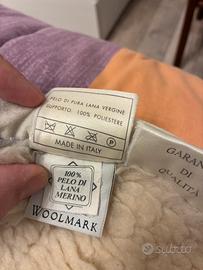 PELO DI PURA LANA VERGINE
SUPPORTO: 100% POLIESTERE
P
MADE IN ITALY
GARAN
DI
QUALITA
100%
PELO DI
LANA
MERINO
WOOLMARK
subito